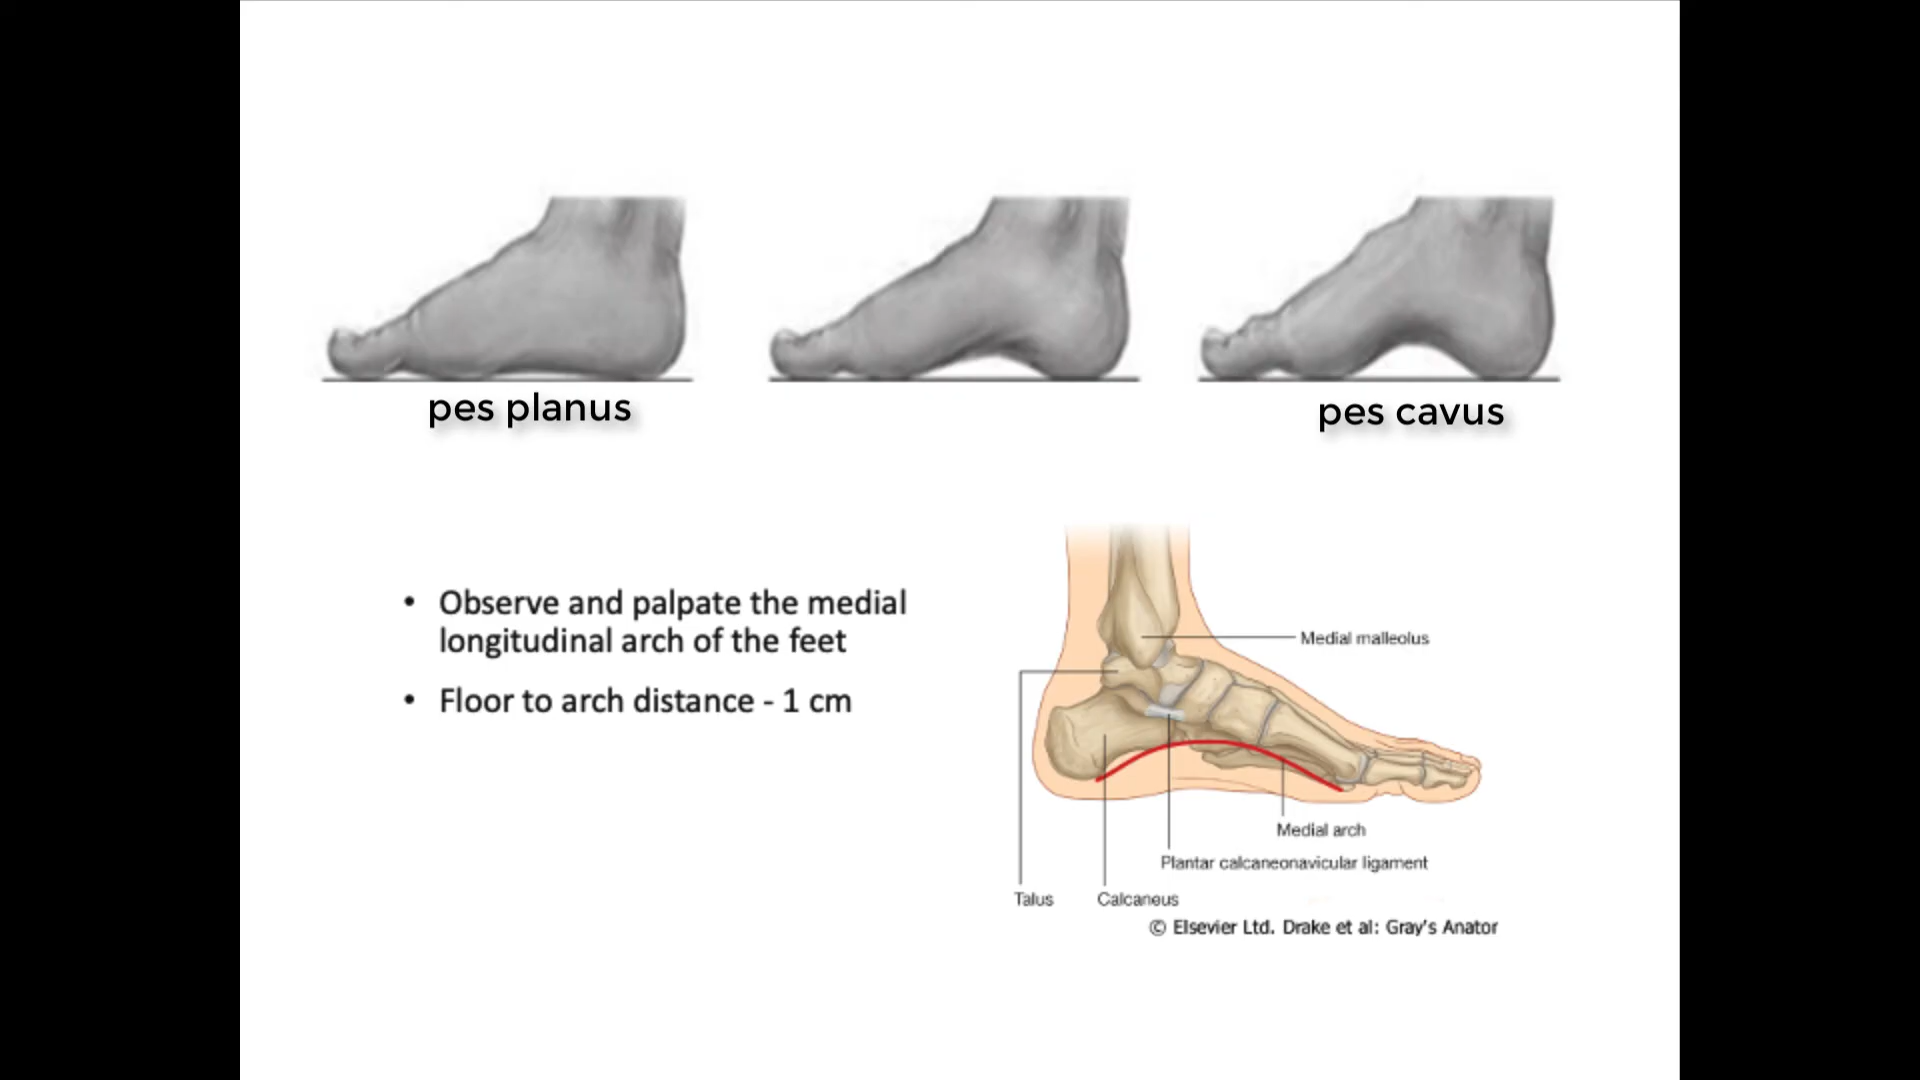 pes planus
pes cavus
• Observe and palpate the medial
longitudinal arch of the feet
• Floor to arch distance - 1 cm
Medial malleolus
Medial arch
Plantar calcaneonavicular ligament
Talus
Calcaneus
© Elsevier Ltd. Drake et al: Gray's Anator